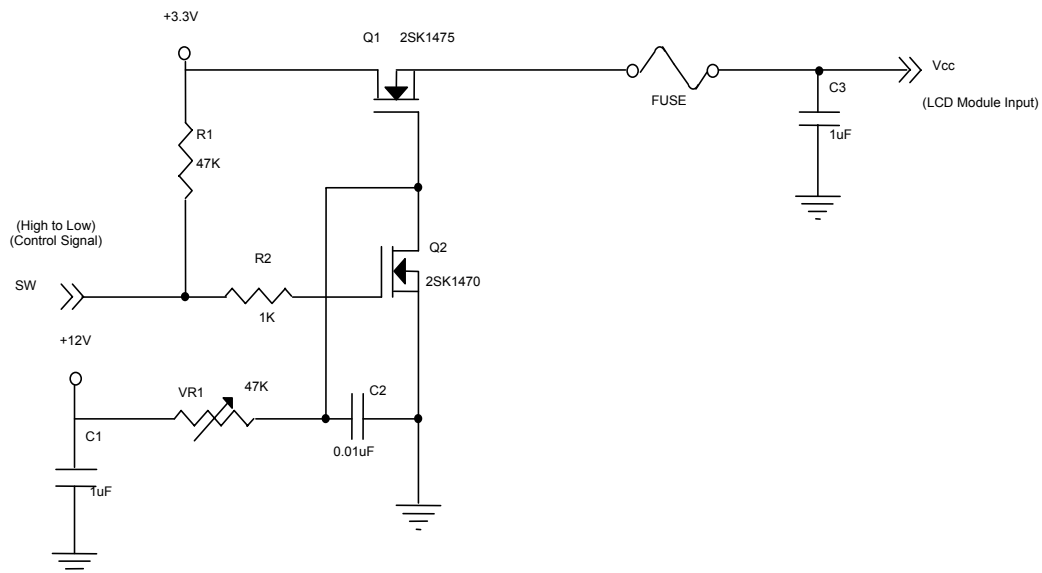 +3.3V
Q1 2SK1475
Vcc
FUSE
C3
(LCD Module Input)
1uF
R1
47K
(High to Low)
(Control Signal)
Q2
R2
2SK1470
SW
1K
+12V
VR1
47K
C2
C1
0.01uF
1uF